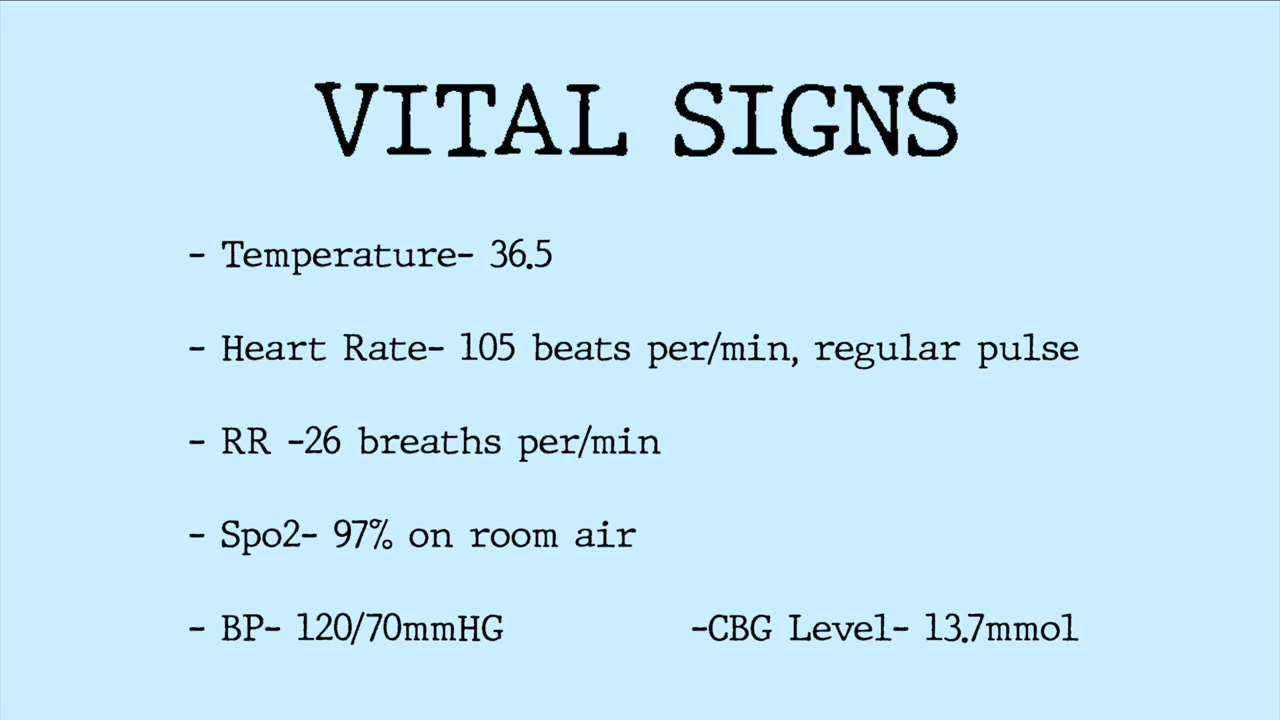 VITAL SIGNS
- Temperature- 36.5
- Heart Rate- 105 beats per/min, regular pulse
- RR -26 breaths per/min
- Spo2- 97% on room air
- BP- 120/70mmHG -CBG Level- 13.7mmol